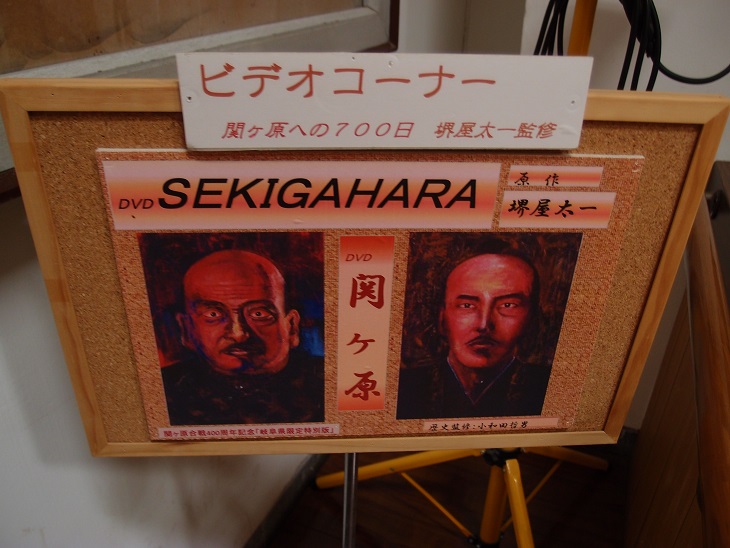 ビデオコーナー
関ヶ原への700日 堺屋太一監修
DVD SEKIGAHARA
原作
堺屋太一
DVD
関ヶ原
関ヶ原合戦400周年記念「岐阜県限定特別版」
歴史監修:小和田哲男